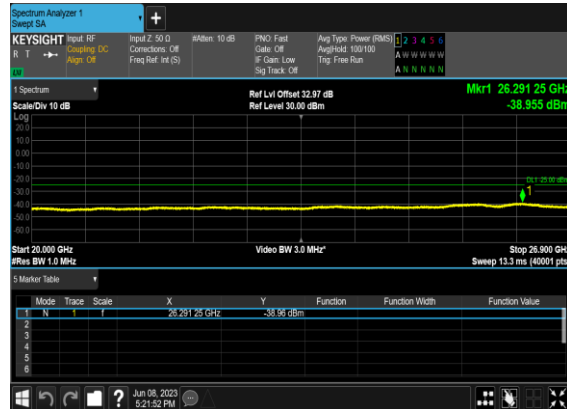 Spectrum Analyzer 1
Swept SA
+
KEYSIGHT Input: RF Input Z: 50 Ω #Atten: 10 dB PNO: Fast Avg Type: Power (RMS) 1 2 3 4 5 6
R T Coupling: DC Corrections: Off Gate: Off Avg|Hold: 100/100 A W W W W W
Align: Off Freq Ref: Int (S) IF Gain: Low Trig: Free Run
Sig Track: Off A N N N N N
1 Spectrum Ref Lvl Offset 32.97 dB Mkr1 26.291 25 GHz
Scale/Div 10 dB Ref Level 30.00 dBm -38.955 dBm
Log
20.0
10.0
0.00
-10.0
-20.0
DL1 -25.00 dBm
-30.0
1
-40.0
-50.0
-60.0
Start 20.000 GHz Video BW 3.0 MHz* Stop 26.900 GHz
#Res BW 1.0 MHz Sweep 13.3 ms (40001 pts)
5 Marker Table
Mode Trace Scale X Y Function Function Width Function Value
1 N 1 f 26.291 25 GHz -38.96 dBm
2
3
4
5
6
? Jun 08, 2023
5:21:52 PM